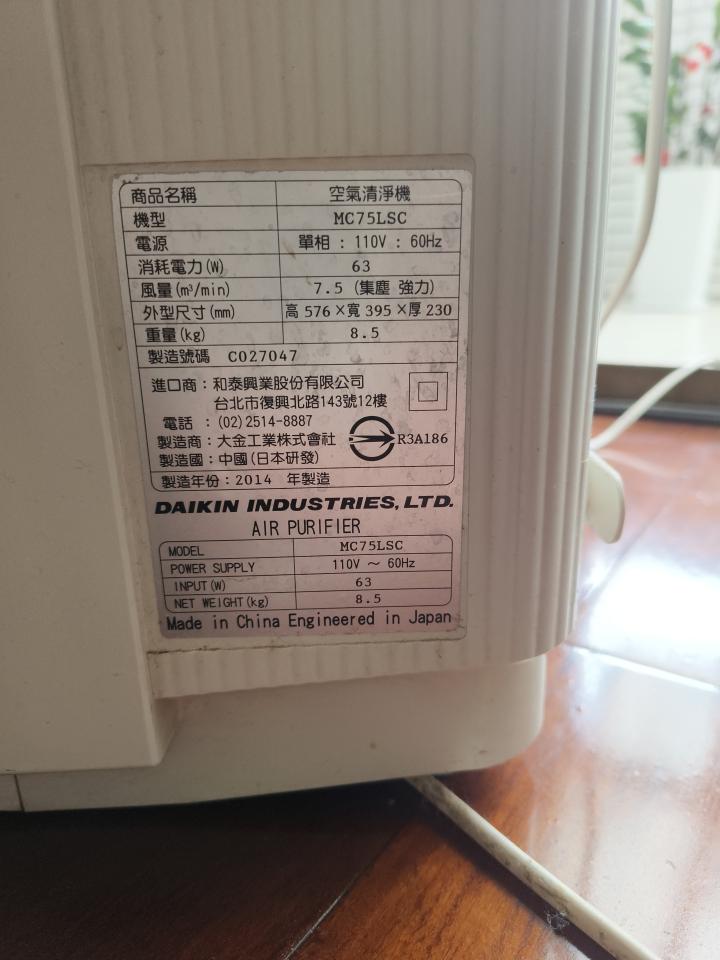 商品名稱 空氣清淨機
機型 MC75LSC
電源 單相 : 110V : 60Hz
消耗電力(W) 63
風量(m³/min) 7.5 (集塵 強力)
外型尺寸(mm) 高 576 ×寬 395 ×厚 230
重量(kg) 8.5
製造號碼 C027047
進口商：和泰興業股份有限公司
台北市復興北路143號12樓
電話 ：(02)2514-8887
製造商：大金工業株式會社 R3A186
製造國：中國(日本研發)
製造年份：2014 年製造
DAIKIN INDUSTRIES, LTD.
AIR PURIFIER
MODEL MC75LSC
POWER SUPPLY 110V ～ 60Hz
INPUT(W) 63
NET WEIGHT(kg) 8.5
Made in China Engineered in Japan